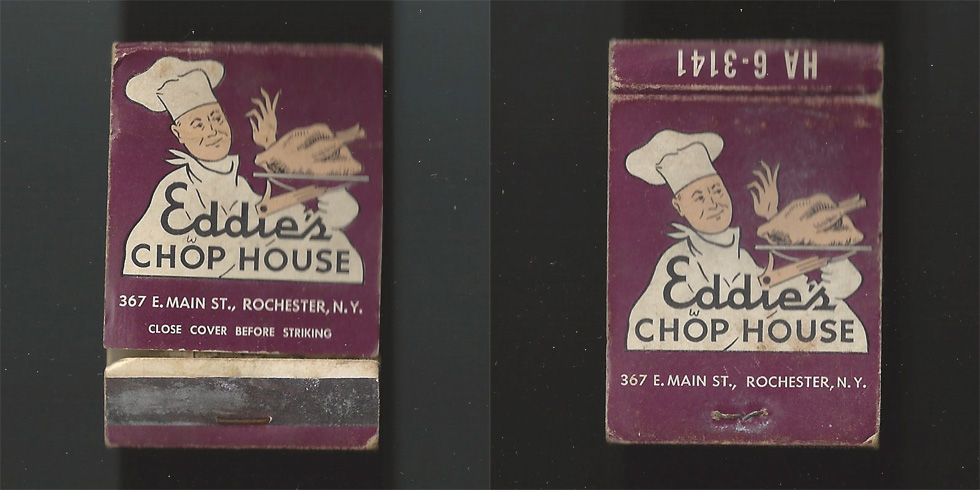 Eddie's
CHOP HOUSE
367 E. MAIN ST., ROCHESTER, N.Y.
CLOSE COVER BEFORE STRIKING
HA 6-3141
Eddie's
CHOP HOUSE
367 E. MAIN ST., ROCHESTER, N.Y.